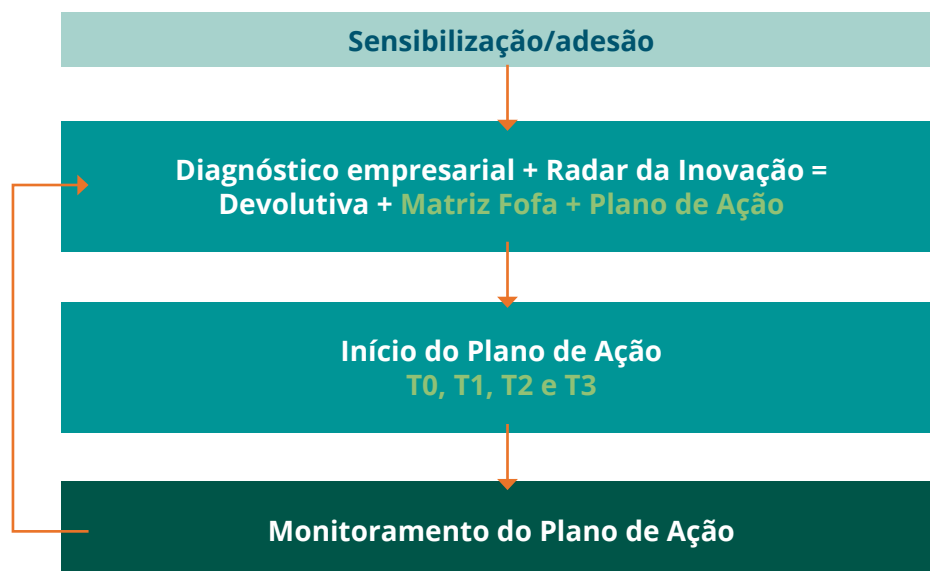 Sensibilização/adesão
Diagnóstico empresarial + Radar da Inovação =
Devolutiva + Matriz Fofa + Plano de Ação
Início do Plano de Ação
T0, T1, T2 e T3
Monitoramento do Plano de Ação